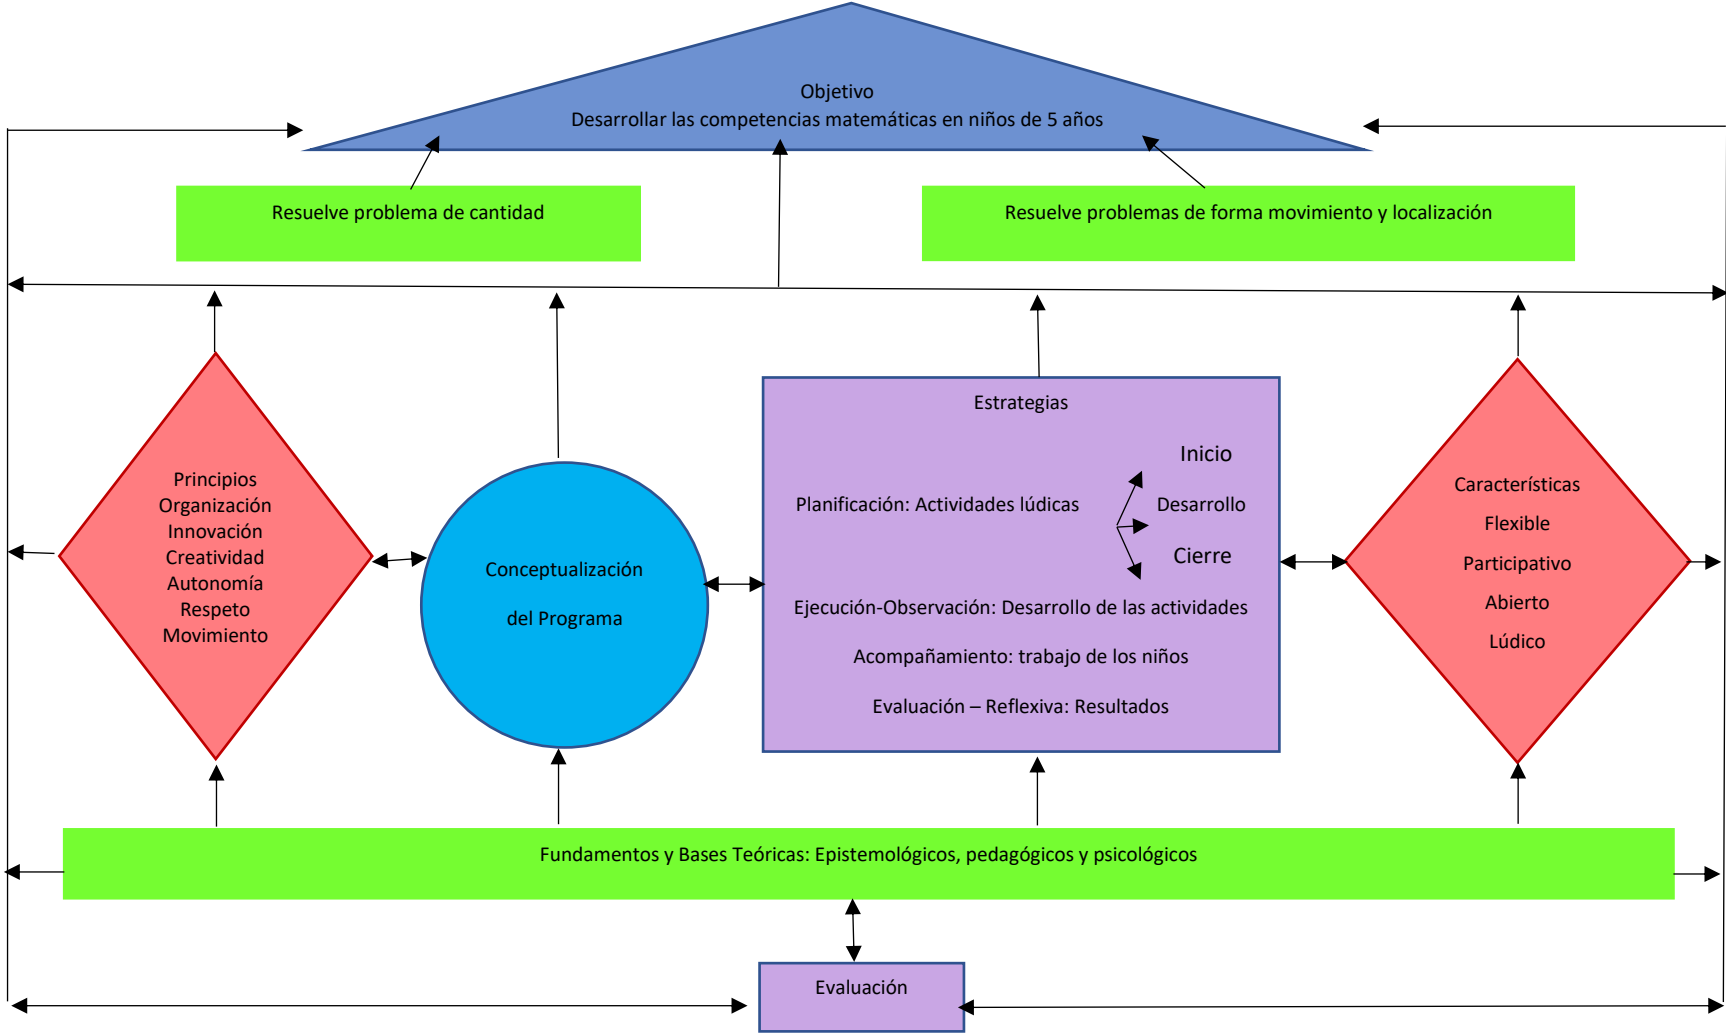 Objetivo
Desarrollar las competencias matemáticas en niños de 5 años
Resuelve problema de cantidad
Resuelve problemas de forma movimiento y localización
Principios
Organización
Innovación
Creatividad
Autonomía
Respeto
Movimiento
Conceptualización
del Programa
Estrategias
Inicio
Planificación: Actividades lúdicas
Desarrollo
Cierre
Ejecución-Observación: Desarrollo de las actividades
Acompañamiento: trabajo de los niños
Evaluación – Reflexiva: Resultados
Característícas
Flexible
Participativo
Abierto
Lúdico
Fundamentos y Bases Teóricas: Epistemológicos, pedagógicos y psicológicos
Evaluación